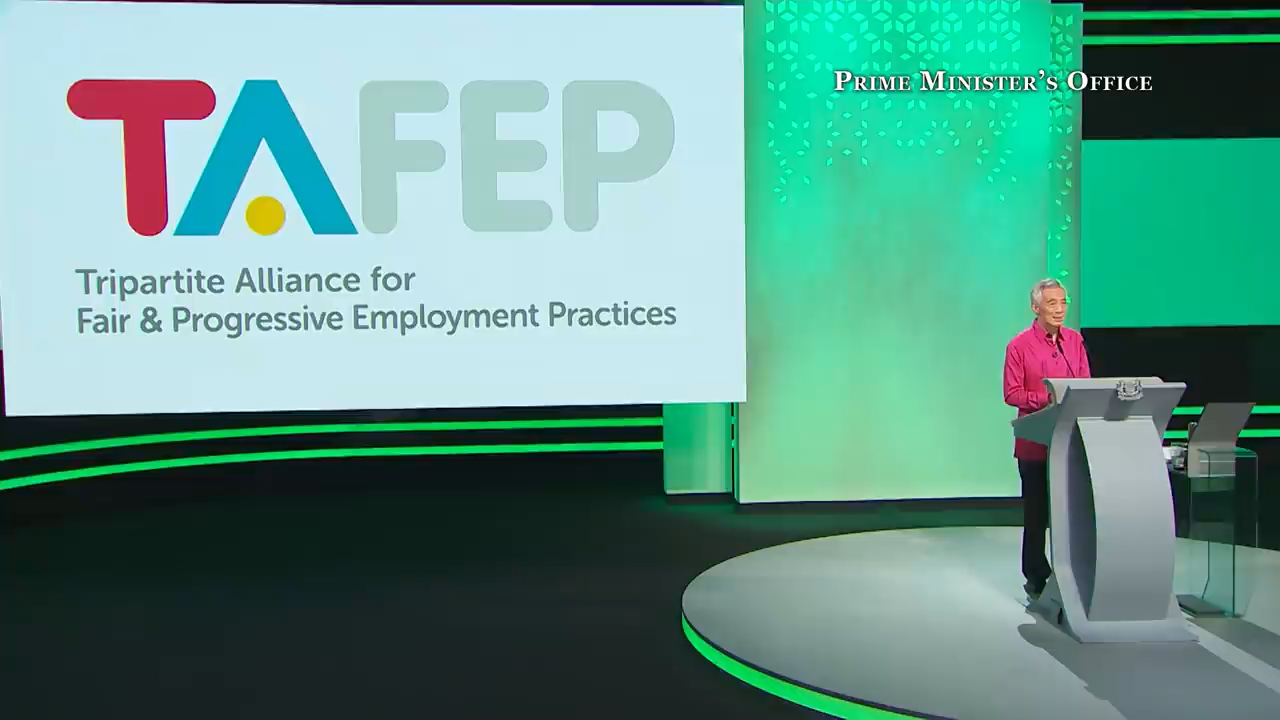 TAFEP
Tripartite Alliance for
Fair & Progressive Employment Practices
PRIME MINISTER'S OFFICE